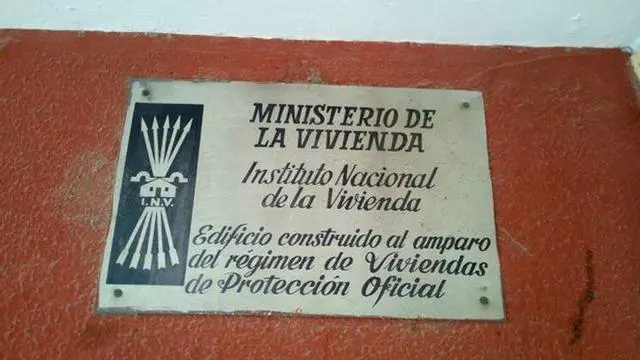 MINISTERIO DE
LA VIVIENDA
Instituto Nacional
de la Vivienda
I.N.V.
Edificio construido al amparo
del régimen de Viviendas
de Protección Oficial